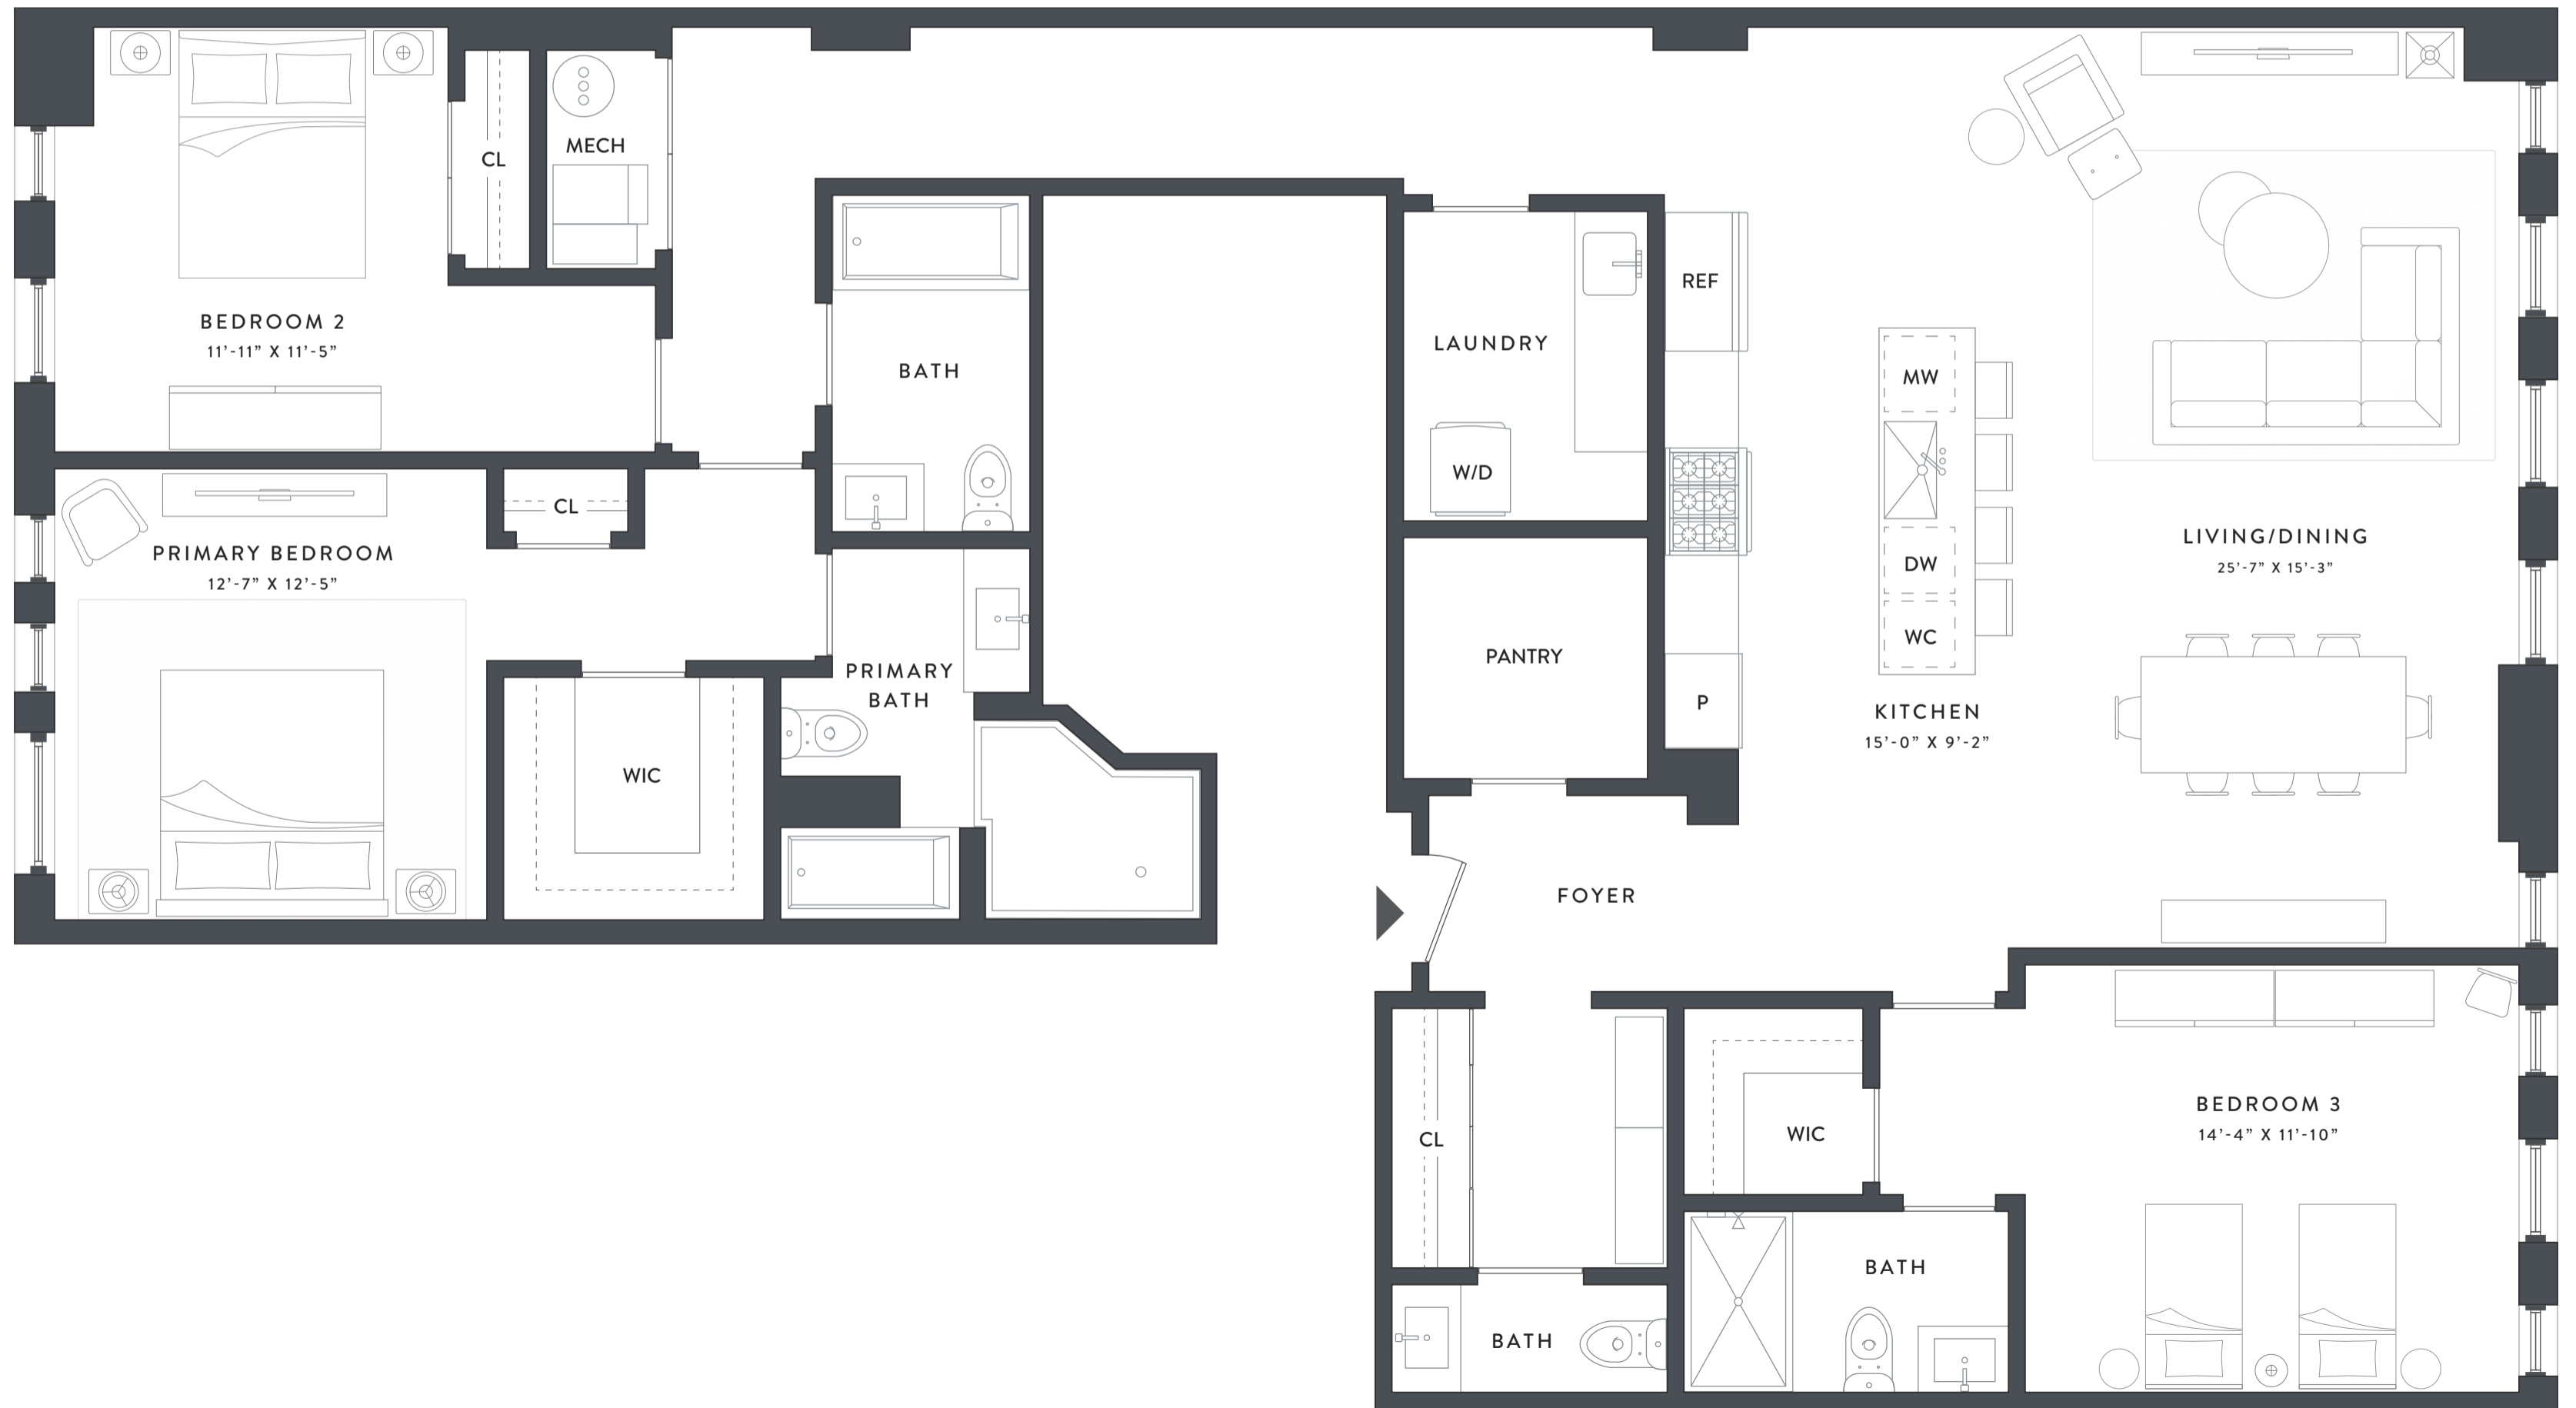 MECH
CL
BEDROOM 2
11'-11" X 11'-5"
BATH
CL
PRIMARY BEDROOM
12'-7" X 12'-5"
PRIMARY
BATH
WIC
LAUNDRY
W/D
REF
PANTRY
P
MW
DW
WC
KITCHEN
15'-0" X 9'-2"
LIVING/DINING
25'-7" X 15'-3"
FOYER
CL
WIC
BEDROOM 3
14'-4" X 11'-10"
BATH
BATH